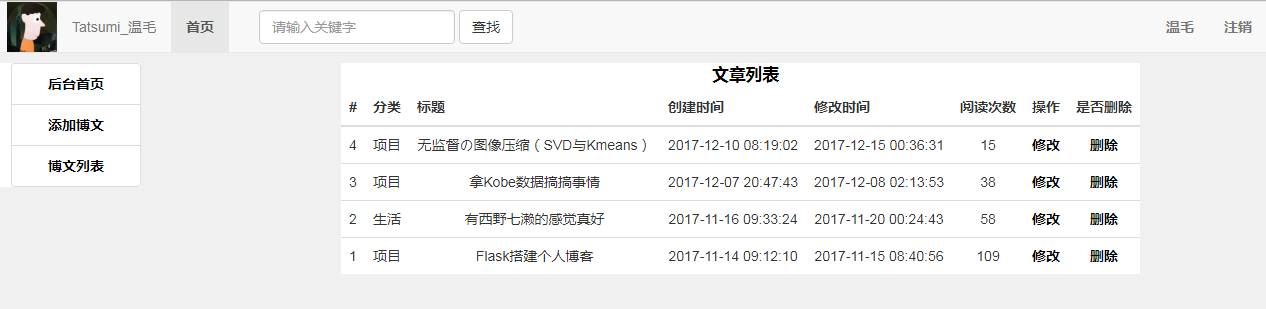 Tatsumi_温毛 首页 请输入关键字 查找 温毛 注销
后台首页
添加博文
博文列表
文章列表
# 分类 标题 创建时间 修改时间 阅读次数 操作 是否删除
4 项目 无监督の图像压缩（SVD与Kmeans） 2017-12-10 08:19:02 2017-12-15 00:36:31 15 修改 删除
3 项目 拿Kobe数据搞搞事情 2017-12-07 20:47:43 2017-12-08 02:13:53 38 修改 删除
2 生活 有西野七濑的感觉真好 2017-11-16 09:33:24 2017-11-20 00:24:43 58 修改 删除
1 项目 Flask搭建个人博客 2017-11-14 09:12:10 2017-11-15 08:40:56 109 修改 删除